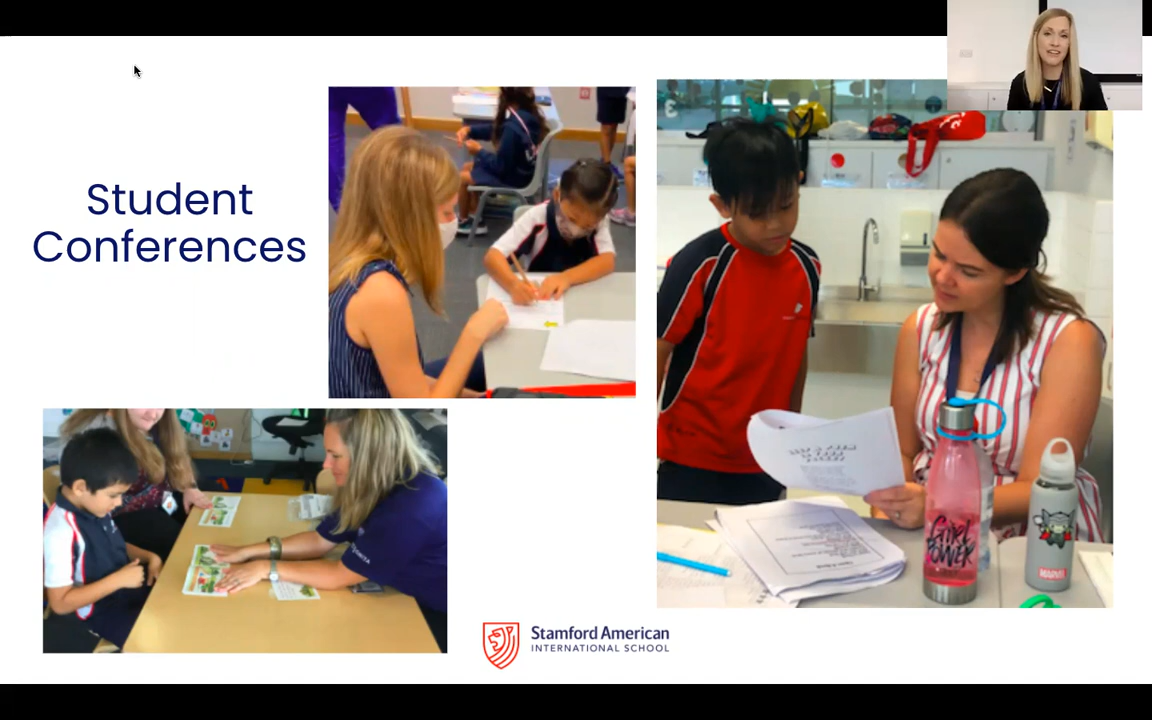 Student
Conferences
GIRL
POWER
MARVEL
Stamford American
INTERNATIONAL SCHOOL